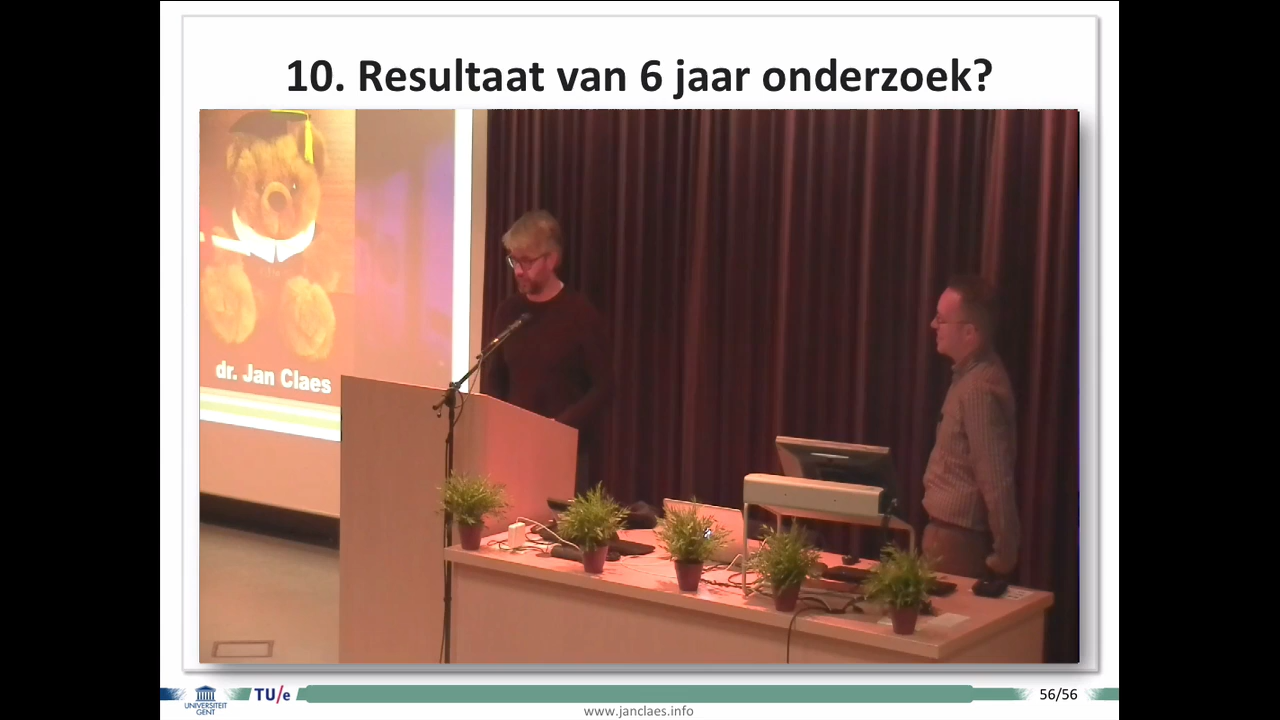 10. Resultaat van 6 jaar onderzoek?
dr. Jan Claes
UNIVERSITEIT
GENT
TU/e
56/56
www.janclaes.info